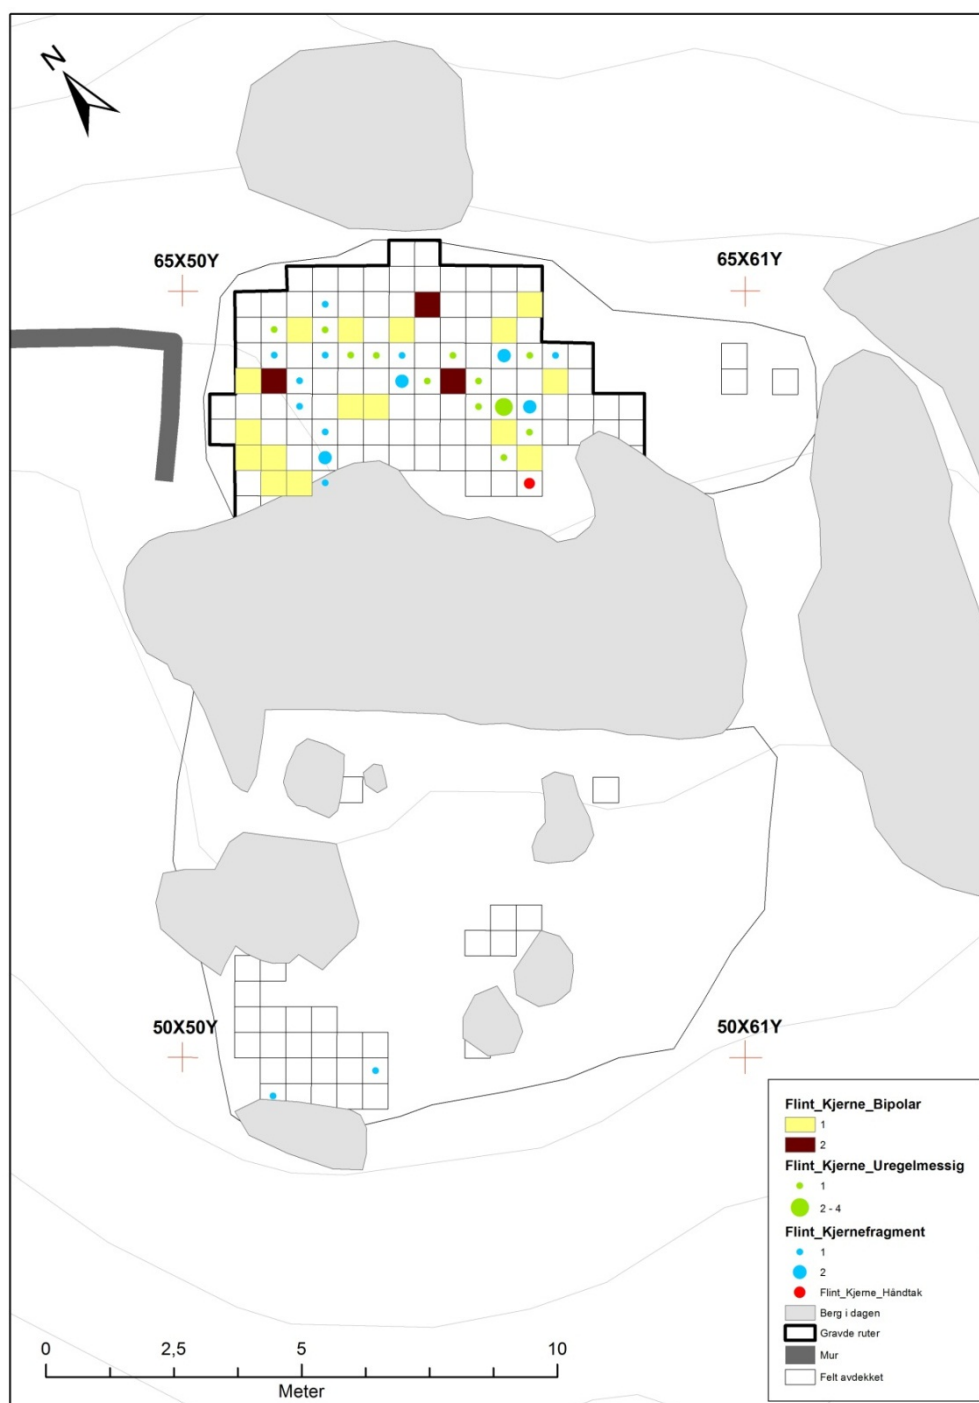 N
65X50Y
65X61Y
50X50Y
50X61Y
Flint_Kjerne_Bipolar
1
2
Flint_Kjerne_Uregelmessig
1
2 - 4
Flint_Kjernefragment
1
2
Flint_Kjerne_Håndtak
Berg i dagen
Gravde ruter
Mur
Felt avdekket
0 2,5 5 10
Meter